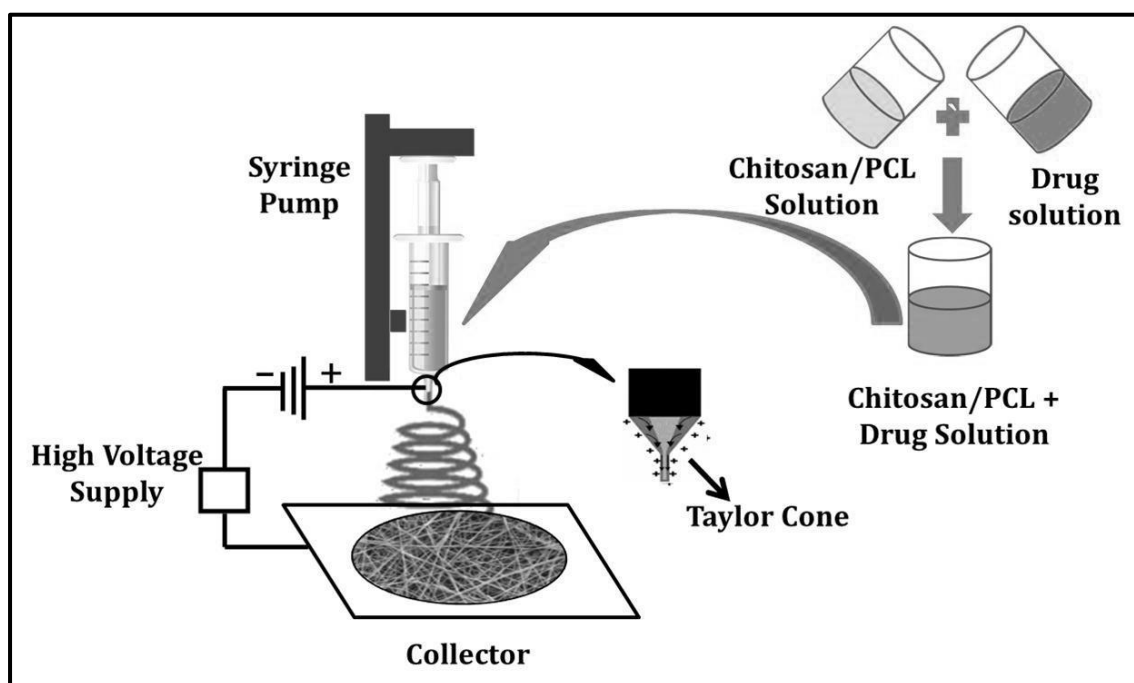 Syringe
Pump
Chitosan/PCL
Solution
Drug
solution
Chitosan/PCL +
Drug Solution
− +
High Voltage
Supply
Taylor Cone
Collector